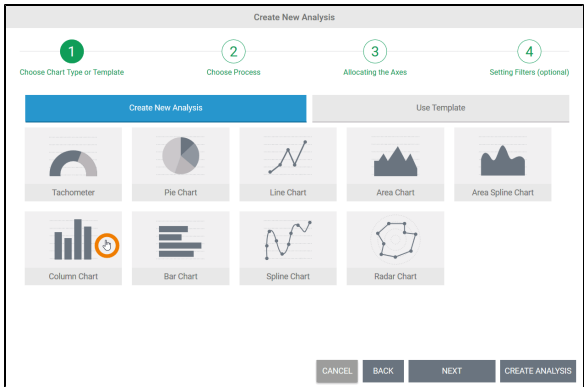 Create New Analysis
1 2 3 4
Choose Chart Type or Template Choose Process Allocating the Axes Setting Filters (optional)
Create New Analysis Use Template
Tachometer Pie Chart Line Chart Area Chart Area Spline Chart
Column Chart Bar Chart Spline Chart Radar Chart
CANCEL BACK NEXT CREATE ANALYSIS